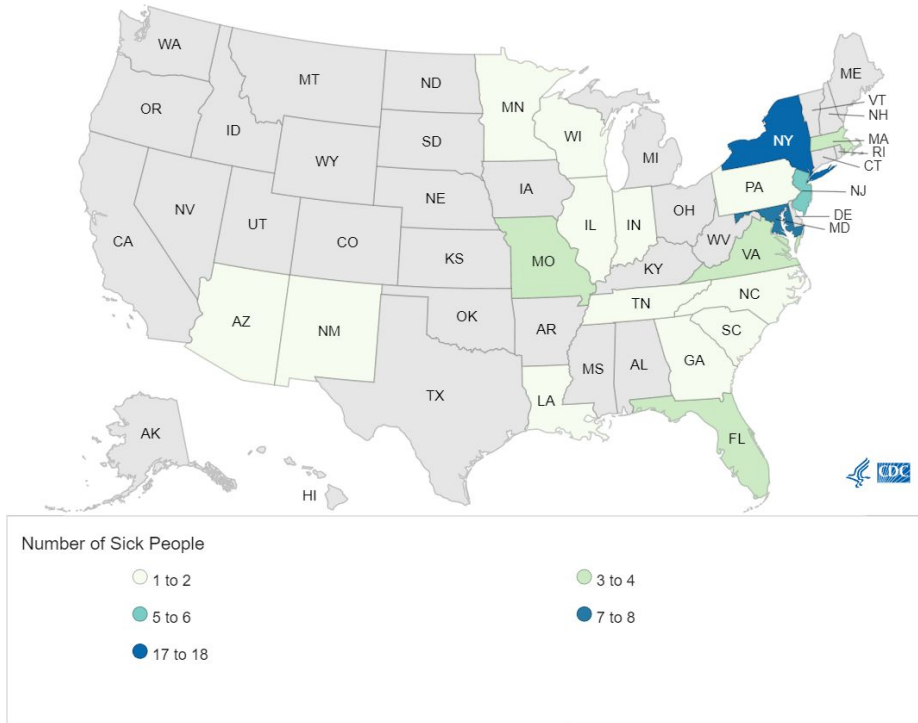 WA
MT
ND
MN
ME
VT
NH
OR
ID
SD
WI
NY
MA
RI
CT
WY
MI
IA
NE
PA
NJ
NV
UT
CO
IL
IN
OH
DE
MD
CA
KS
MO
WV
VA
KY
AZ
NM
OK
AR
TN
NC
SC
MS
AL
GA
TX
LA
AK
FL
HI
CDC
Number of Sick People
1 to 2
3 to 4
5 to 6
7 to 8
17 to 18